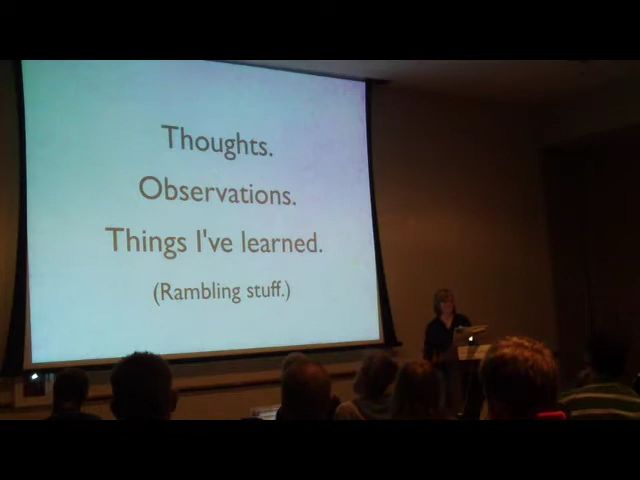 Thoughts.
Observations.
Things I've learned.
(Rambling stuff.)